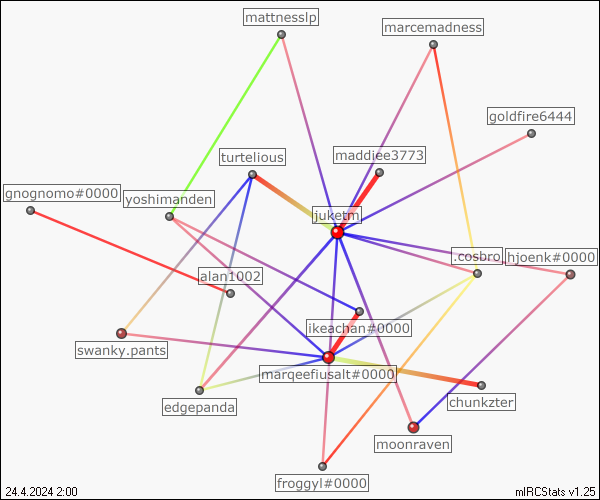 mattnesslp
marcemadness
goldfire6444
turtelious
maddiee3773
gnognomo#0000
yoshimanden
juketm
.cosbro
hjoenk#0000
alan1002
ikeachan#0000
swanky.pants
marqeefiusalt#0000
edgepanda
chunkzter
moonraven
froggyl#0000
24.4.2024 2:00
mIRCStats v1.25